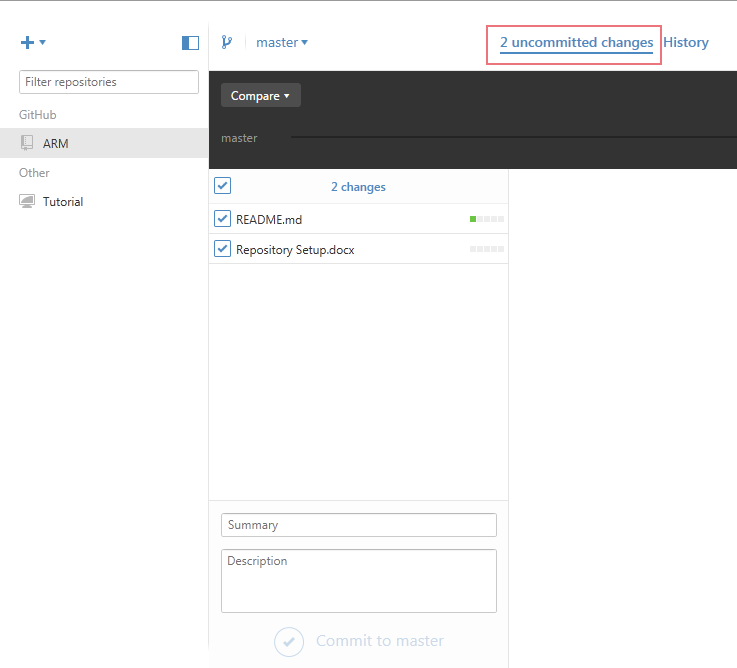 master
2 uncommitted changes
History
Filter repositories
GitHub
ARM
Other
Tutorial
Compare
master
2 changes
README.md
Repository Setup.docx
Summary
Description
Commit to master